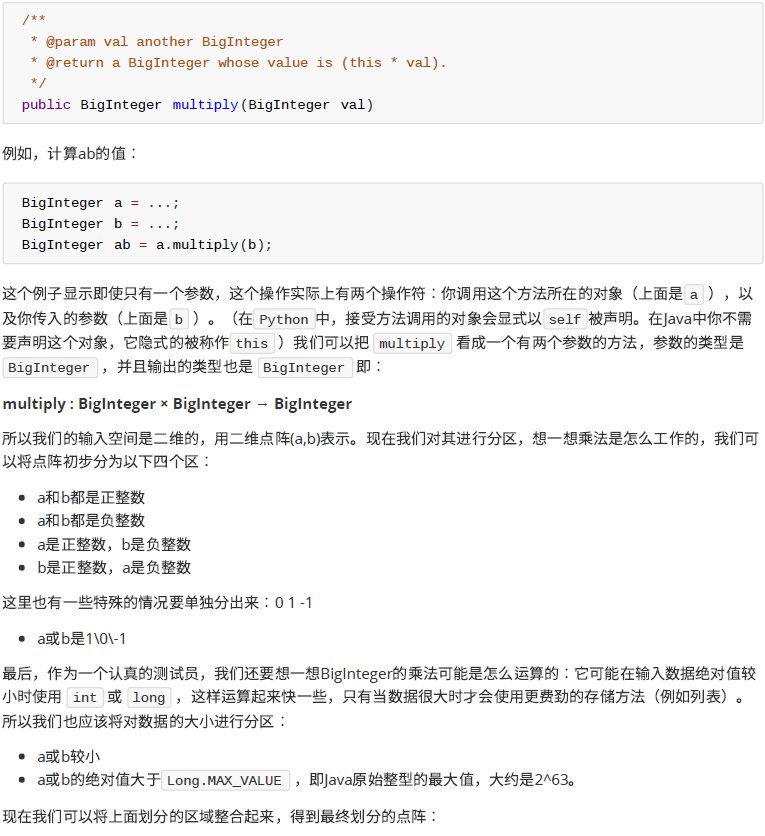 /**
 * @param val another BigInteger
 * @return a BigInteger whose value is (this * val).
 */
public BigInteger multiply(BigInteger val)
例如，计算ab的值：
BigInteger a = ...;
BigInteger b = ...;
BigInteger ab = a.multiply(b);
这个例子显示即使只有一个参数，这个操作实际上有两个操作符：你调用这个方法所在的对象（上面是 a ），以
及你传入的参数（上面是 b ）。（在 Python 中，接受方法调用的对象会显式以 self 被声明。在Java中你不需
要声明这个对象，它隐式的被称作 this ）我们可以把 multiply 看成一个有两个参数的方法，参数的类型是
BigInteger ，并且输出的类型也是 BigInteger 即：
multiply : BigInteger × BigInteger → BigInteger
所以我们的输入空间是二维的，用二维点阵(a,b)表示。现在我们对其进行分区，想一想乘法是怎么工作的，我们可
以将点阵初步分为以下四个区：
• a和b都是正整数
• a和b都是负整数
• a是正整数，b是负整数
• b是正整数，a是负整数
这里也有一些特殊的情况要单独分出来：0 1 -1
• a或b是1\0\-1
最后，作为一个认真的测试员，我们还要想一想BigInteger的乘法可能是怎么运算的：它可能在输入数据绝对值较
小时使用 int 或 long ，这样运算起来快一些，只有当数据很大时才会使用更费劲的存储方法（例如列表）。
所以我们也应该将对数据的大小进行分区：
• a或b较小
• a或b的绝对值大于 Long.MAX_VALUE ，即Java原始整型的最大值，大约是2^63。
现在我们可以将上面划分的区域整合起来，得到最终划分的点阵：